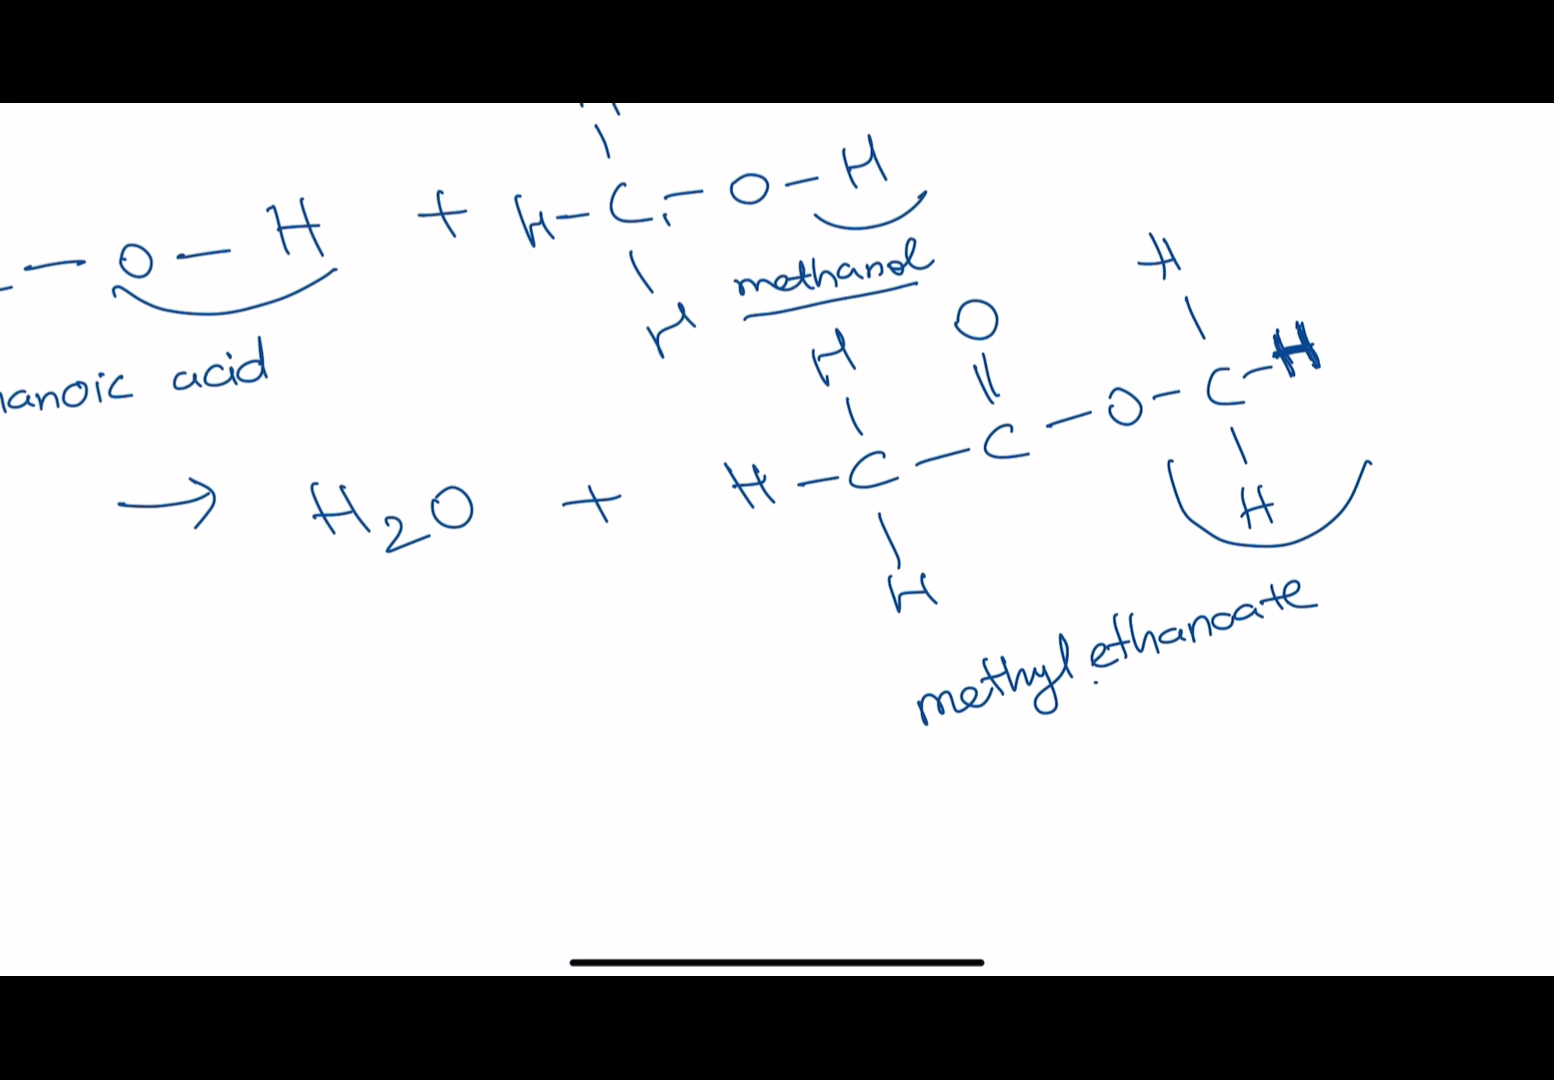 — O — H + H — C — O — H
H
methanol
anoic acid
H O H
→ H₂O + H — C — C — O — C — H
H H
methyl ethanoate